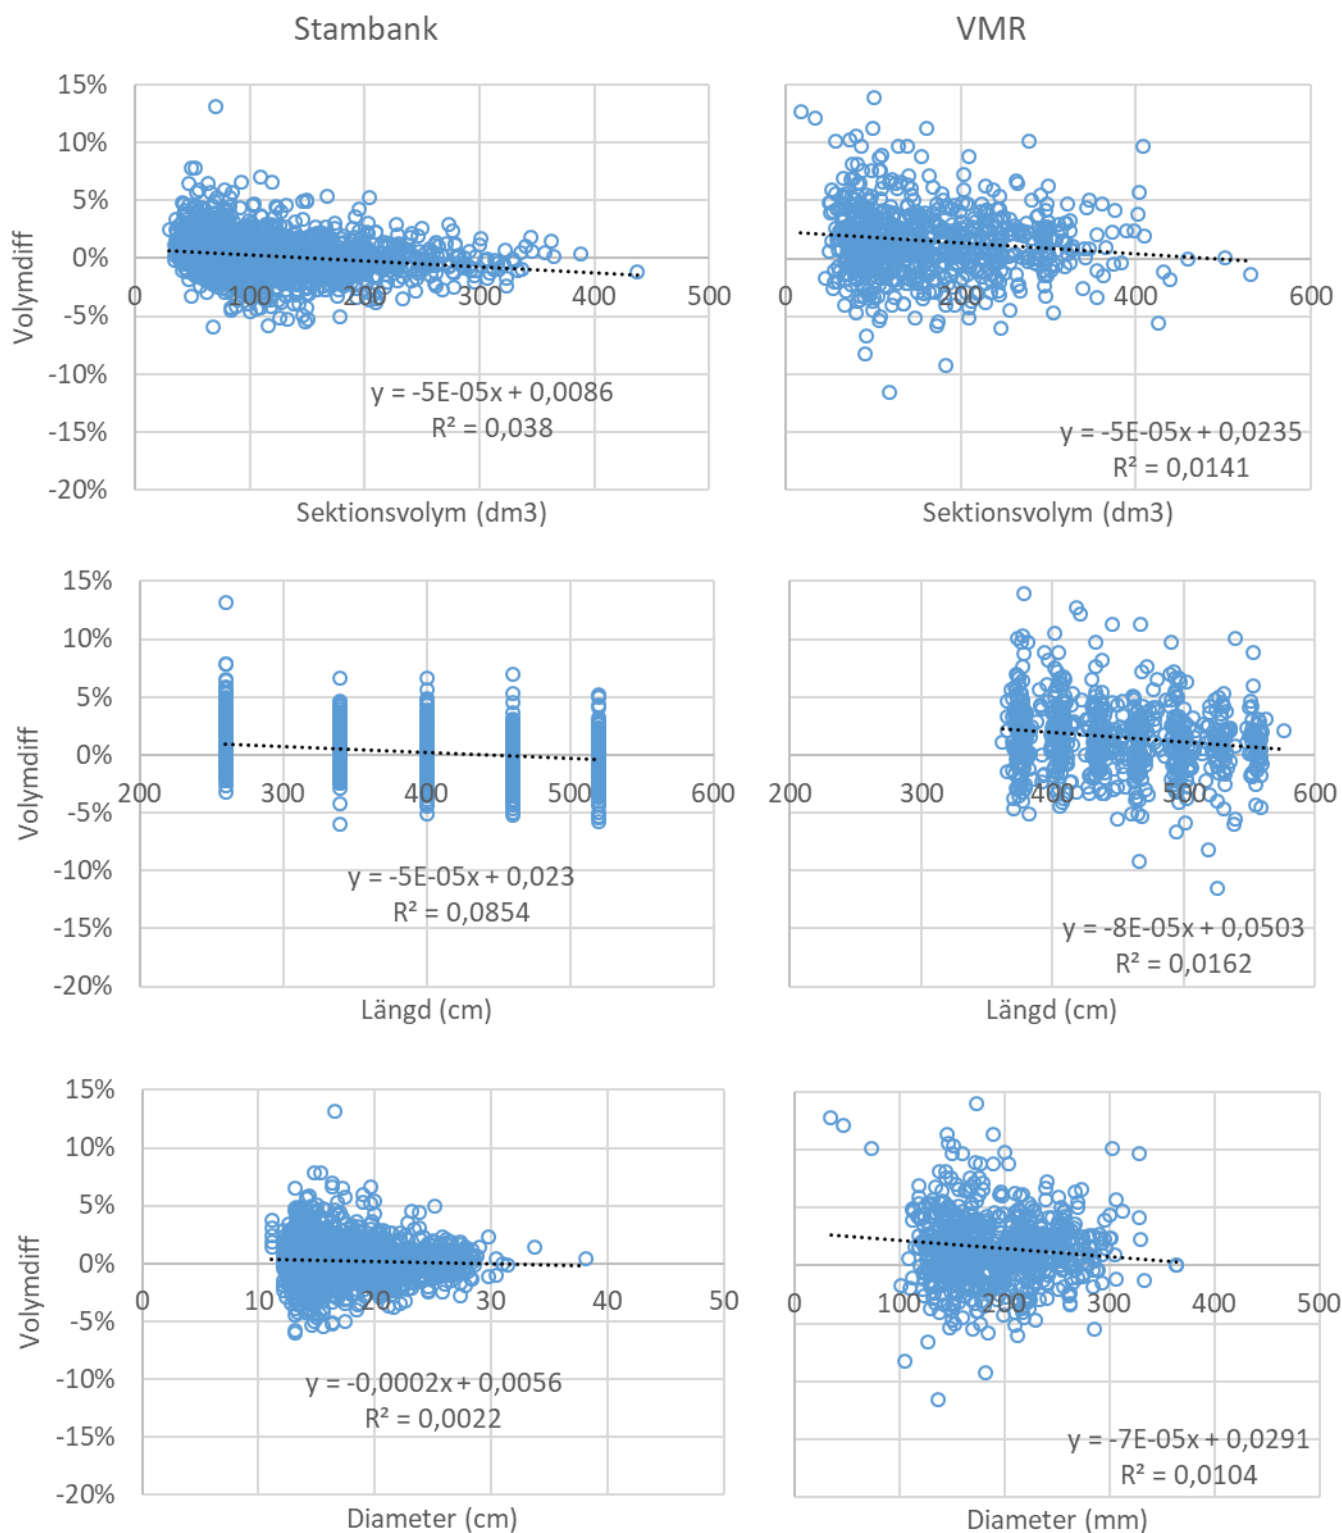 Stambank
VMR
15%
10%
5%
0%
-5%
-10%
-15%
-20%
Volymdiff
0 100 200 300 400 500
y = -5E-05x + 0,0086
R² = 0,038
Sektionsvolym (dm3)
0 200 400 600
y = -5E-05x + 0,0235
R² = 0,0141
Sektionsvolym (dm3)
15%
10%
5%
0%
-5%
-10%
-15%
-20%
Volymdiff
200 300 400 500 600
y = -5E-05x + 0,023
R² = 0,0854
Längd (cm)
200 300 400 500 600
y = -8E-05x + 0,0503
R² = 0,0162
Längd (cm)
15%
10%
5%
0%
-5%
-10%
-15%
-20%
Volymdiff
0 10 20 30 40 50
y = -0,0002x + 0,0056
R² = 0,0022
Diameter (cm)
0 100 200 300 400 500
y = -7E-05x + 0,0291
R² = 0,0104
Diameter (mm)